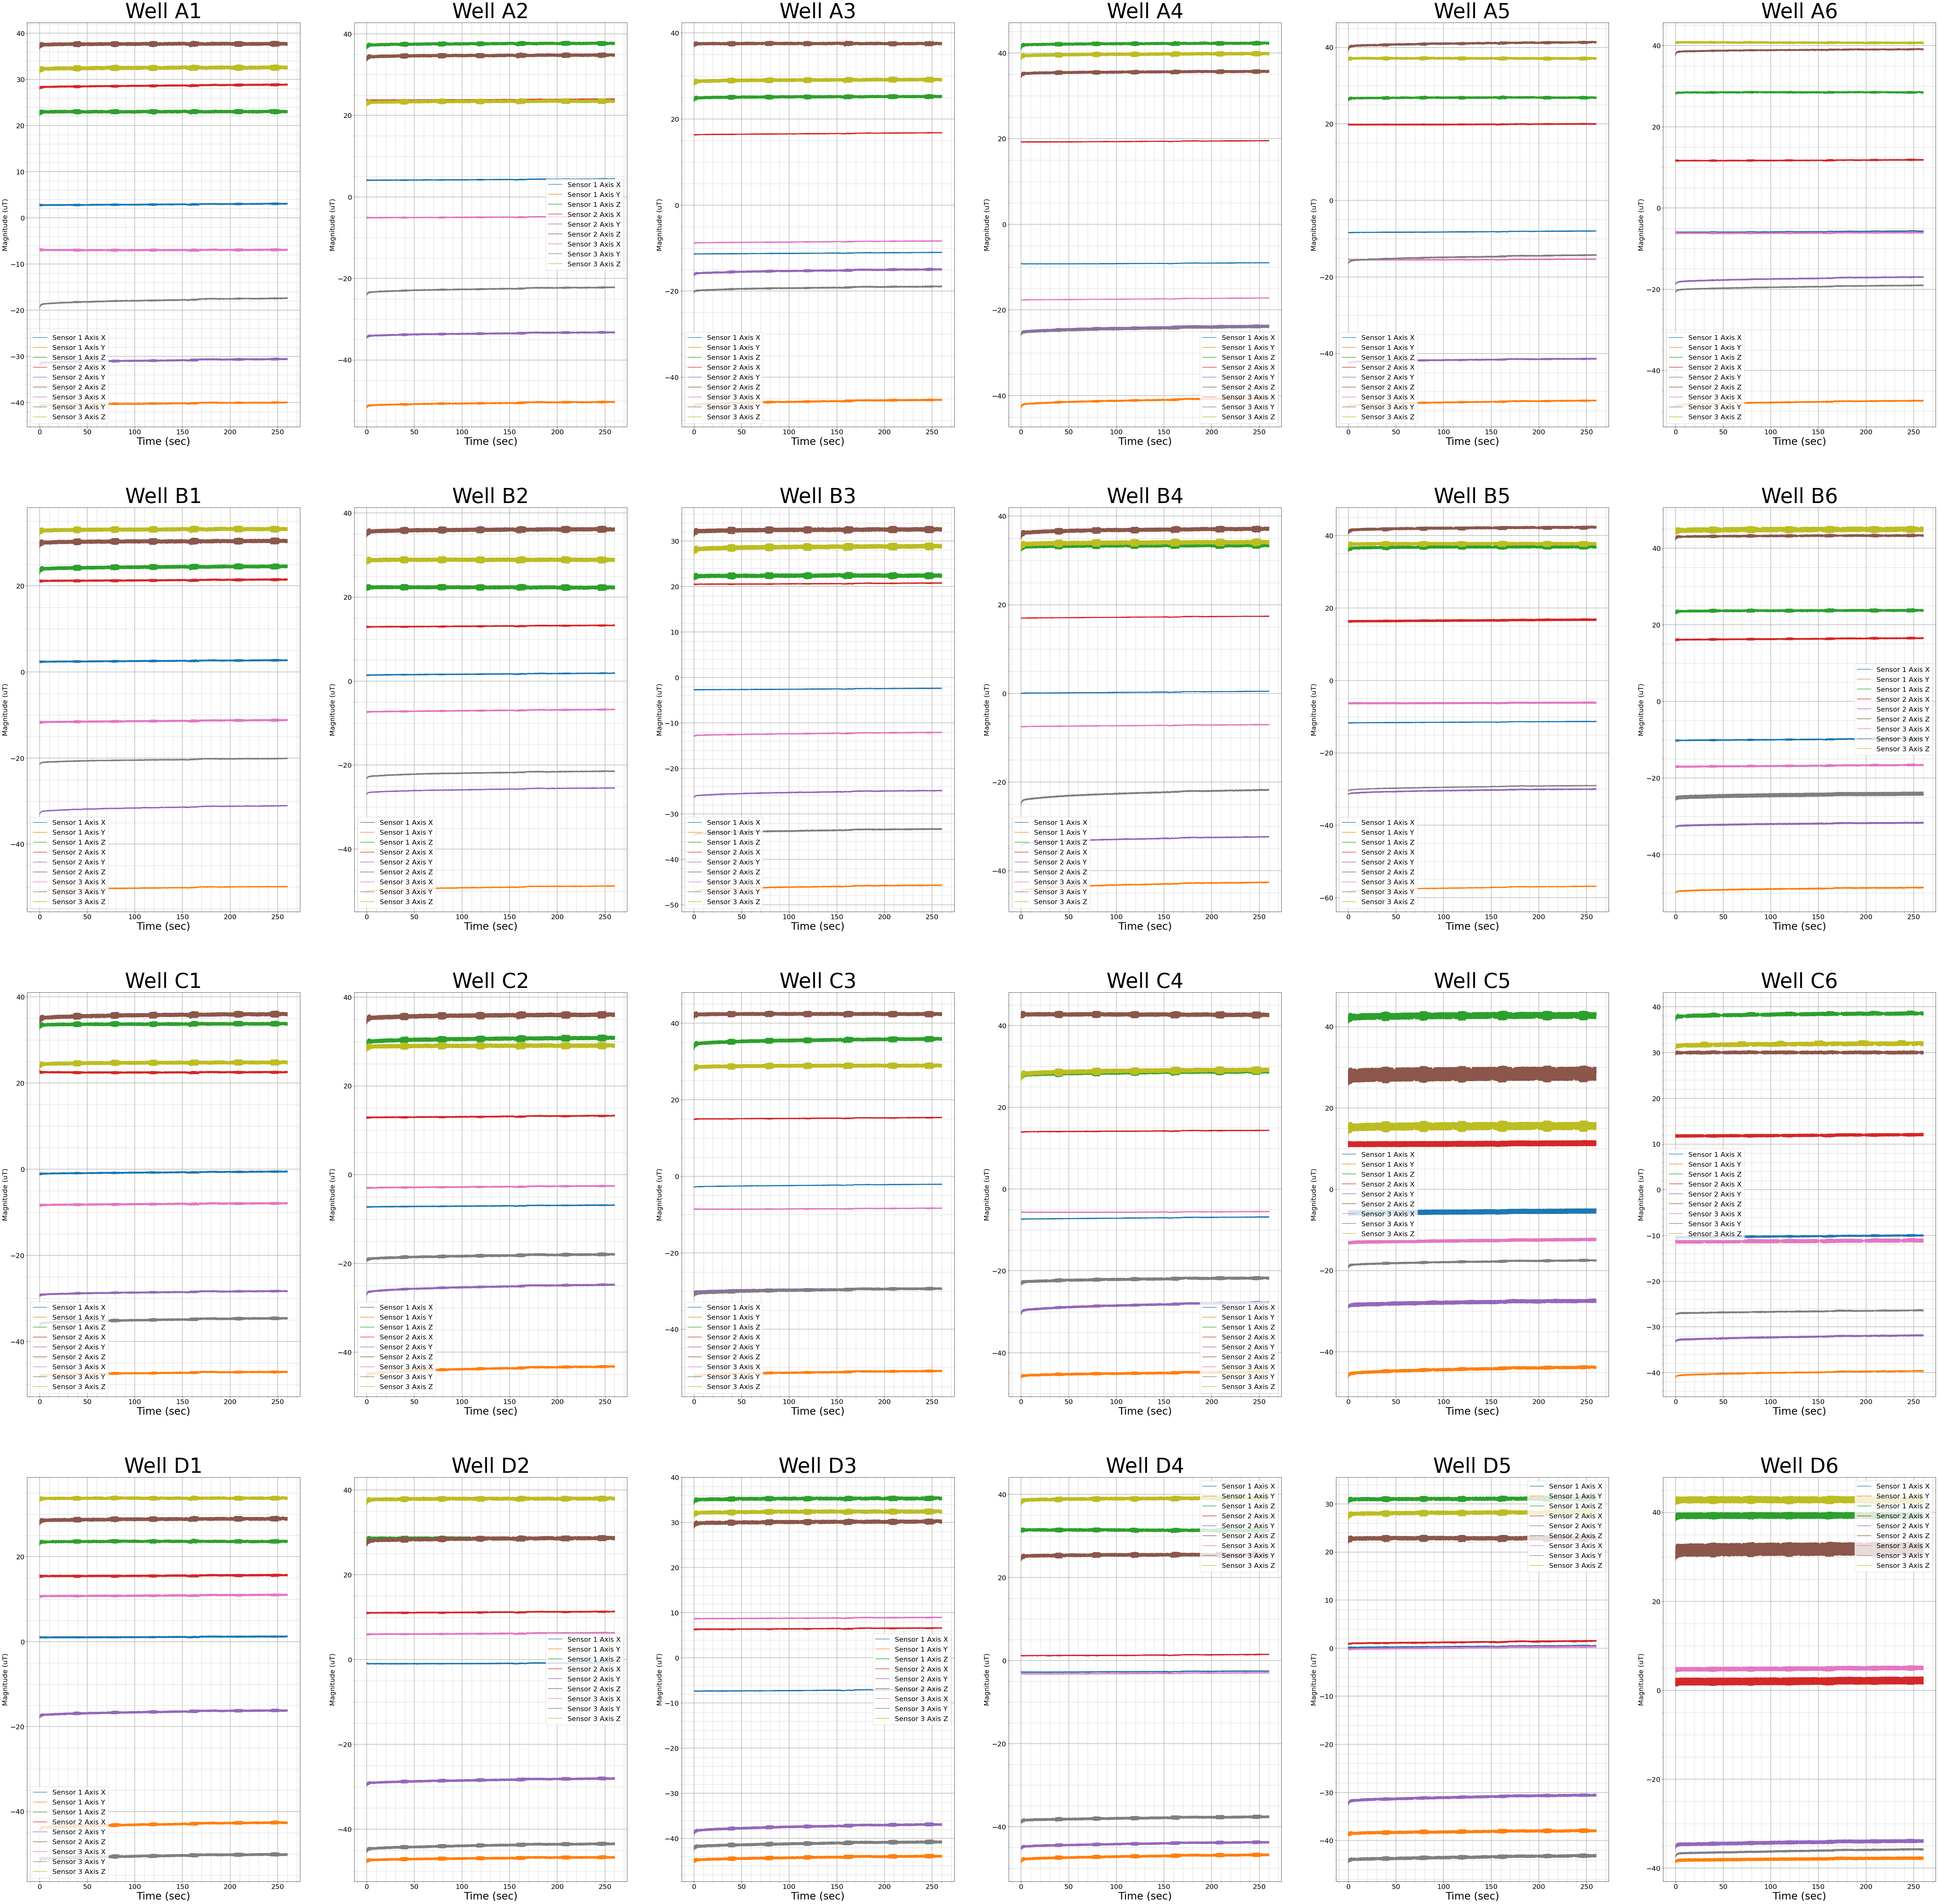 Well A1
40
30
20
10
0
−10
−20
−30
−40
Magnitude (uT)
Sensor 1 Axis X
Sensor 1 Axis Y
Sensor 1 Axis Z
Sensor 2 Axis X
Sensor 2 Axis Y
Sensor 2 Axis Z
Sensor 3 Axis X
Sensor 3 Axis Y
Sensor 3 Axis Z
0 50 100 150 200 250
Time (sec)
Well A2
40
20
0
−20
−40
Magnitude (uT)
Sensor 1 Axis X
Sensor 1 Axis Y
Sensor 1 Axis Z
Sensor 2 Axis X
Sensor 2 Axis Y
Sensor 2 Axis Z
Sensor 3 Axis X
Sensor 3 Axis Y
Sensor 3 Axis Z
0 50 100 150 200 250
Time (sec)
Well A3
40
20
0
−20
−40
Magnitude (uT)
Sensor 1 Axis X
Sensor 1 Axis Y
Sensor 1 Axis Z
Sensor 2 Axis X
Sensor 2 Axis Y
Sensor 2 Axis Z
Sensor 3 Axis X
Sensor 3 Axis Y
Sensor 3 Axis Z
0 50 100 150 200 250
Time (sec)
Well A4
40
20
0
−20
−40
Magnitude (uT)
Sensor 1 Axis X
Sensor 1 Axis Y
Sensor 1 Axis Z
Sensor 2 Axis X
Sensor 2 Axis Y
Sensor 2 Axis Z
Sensor 3 Axis X
Sensor 3 Axis Y
Sensor 3 Axis Z
0 50 100 150 200 250
Time (sec)
Well A5
40
20
0
−20
−40
Magnitude (uT)
Sensor 1 Axis X
Sensor 1 Axis Y
Sensor 1 Axis Z
Sensor 2 Axis X
Sensor 2 Axis Y
Sensor 2 Axis Z
Sensor 3 Axis X
Sensor 3 Axis Y
Sensor 3 Axis Z
0 50 100 150 200 250
Time (sec)
Well A6
40
20
0
−20
−40
Magnitude (uT)
Sensor 1 Axis X
Sensor 1 Axis Y
Sensor 1 Axis Z
Sensor 2 Axis X
Sensor 2 Axis Y
Sensor 2 Axis Z
Sensor 3 Axis X
Sensor 3 Axis Y
Sensor 3 Axis Z
0 50 100 150 200 250
Time (sec)
Well B1
20
0
−20
−40
Magnitude (uT)
Sensor 1 Axis X
Sensor 1 Axis Y
Sensor 1 Axis Z
Sensor 2 Axis X
Sensor 2 Axis Y
Sensor 2 Axis Z
Sensor 3 Axis X
Sensor 3 Axis Y
Sensor 3 Axis Z
0 50 100 150 200 250
Time (sec)
Well B2
40
20
0
−20
−40
Magnitude (uT)
Sensor 1 Axis X
Sensor 1 Axis Y
Sensor 1 Axis Z
Sensor 2 Axis X
Sensor 2 Axis Y
Sensor 2 Axis Z
Sensor 3 Axis X
Sensor 3 Axis Y
Sensor 3 Axis Z
0 50 100 150 200 250
Time (sec)
Well B3
30
20
10
0
−10
−20
−30
−40
−50
Magnitude (uT)
Sensor 1 Axis X
Sensor 1 Axis Y
Sensor 1 Axis Z
Sensor 2 Axis X
Sensor 2 Axis Y
Sensor 2 Axis Z
Sensor 3 Axis X
Sensor 3 Axis Y
Sensor 3 Axis Z
0 50 100 150 200 250
Time (sec)
Well B4
40
20
0
−20
−40
Magnitude (uT)
Sensor 1 Axis X
Sensor 1 Axis Y
Sensor 1 Axis Z
Sensor 2 Axis X
Sensor 2 Axis Y
Sensor 2 Axis Z
Sensor 3 Axis X
Sensor 3 Axis Y
Sensor 3 Axis Z
0 50 100 150 200 250
Time (sec)
Well B5
40
20
0
−20
−40
−60
Magnitude (uT)
Sensor 1 Axis X
Sensor 1 Axis Y
Sensor 1 Axis Z
Sensor 2 Axis X
Sensor 2 Axis Y
Sensor 2 Axis Z
Sensor 3 Axis X
Sensor 3 Axis Y
Sensor 3 Axis Z
0 50 100 150 200 250
Time (sec)
Well B6
40
20
0
−20
−40
Magnitude (uT)
Sensor 1 Axis X
Sensor 1 Axis Y
Sensor 1 Axis Z
Sensor 2 Axis X
Sensor 2 Axis Y
Sensor 2 Axis Z
Sensor 3 Axis X
Sensor 3 Axis Y
Sensor 3 Axis Z
0 50 100 150 200 250
Time (sec)
Well C1
40
20
0
−20
−40
Magnitude (uT)
Sensor 1 Axis X
Sensor 1 Axis Y
Sensor 1 Axis Z
Sensor 2 Axis X
Sensor 2 Axis Y
Sensor 2 Axis Z
Sensor 3 Axis X
Sensor 3 Axis Y
Sensor 3 Axis Z
0 50 100 150 200 250
Time (sec)
Well C2
40
20
0
−20
−40
Magnitude (uT)
Sensor 1 Axis X
Sensor 1 Axis Y
Sensor 1 Axis Z
Sensor 2 Axis X
Sensor 2 Axis Y
Sensor 2 Axis Z
Sensor 3 Axis X
Sensor 3 Axis Y
Sensor 3 Axis Z
0 50 100 150 200 250
Time (sec)
Well C3
40
20
0
−20
−40
Magnitude (uT)
Sensor 1 Axis X
Sensor 1 Axis Y
Sensor 1 Axis Z
Sensor 2 Axis X
Sensor 2 Axis Y
Sensor 2 Axis Z
Sensor 3 Axis X
Sensor 3 Axis Y
Sensor 3 Axis Z
0 50 100 150 200 250
Time (sec)
Well C4
40
20
0
−20
−40
Magnitude (uT)
Sensor 1 Axis X
Sensor 1 Axis Y
Sensor 1 Axis Z
Sensor 2 Axis X
Sensor 2 Axis Y
Sensor 2 Axis Z
Sensor 3 Axis X
Sensor 3 Axis Y
Sensor 3 Axis Z
0 50 100 150 200 250
Time (sec)
Well C5
40
20
0
−20
−40
Magnitude (uT)
Sensor 1 Axis X
Sensor 1 Axis Y
Sensor 1 Axis Z
Sensor 2 Axis X
Sensor 2 Axis Y
Sensor 2 Axis Z
Sensor 3 Axis X
Sensor 3 Axis Y
Sensor 3 Axis Z
0 50 100 150 200 250
Time (sec)
Well C6
40
30
20
10
0
−10
−20
−30
−40
Magnitude (uT)
Sensor 1 Axis X
Sensor 1 Axis Y
Sensor 1 Axis Z
Sensor 2 Axis X
Sensor 2 Axis Y
Sensor 2 Axis Z
Sensor 3 Axis X
Sensor 3 Axis Y
Sensor 3 Axis Z
0 50 100 150 200 250
Time (sec)
Well D1
20
0
−20
−40
Magnitude (uT)
Sensor 1 Axis X
Sensor 1 Axis Y
Sensor 1 Axis Z
Sensor 2 Axis X
Sensor 2 Axis Y
Sensor 2 Axis Z
Sensor 3 Axis X
Sensor 3 Axis Y
Sensor 3 Axis Z
0 50 100 150 200 250
Time (sec)
Well D2
40
20
0
−20
−40
Magnitude (uT)
Sensor 1 Axis X
Sensor 1 Axis Y
Sensor 1 Axis Z
Sensor 2 Axis X
Sensor 2 Axis Y
Sensor 2 Axis Z
Sensor 3 Axis X
Sensor 3 Axis Y
Sensor 3 Axis Z
0 50 100 150 200 250
Time (sec)
Well D3
40
30
20
10
0
−10
−20
−30
−40
Magnitude (uT)
Sensor 1 Axis X
Sensor 1 Axis Y
Sensor 1 Axis Z
Sensor 2 Axis X
Sensor 2 Axis Y
Sensor 2 Axis Z
Sensor 3 Axis X
Sensor 3 Axis Y
Sensor 3 Axis Z
0 50 100 150 200 250
Time (sec)
Well D4
40
20
0
−20
−40
Magnitude (uT)
Sensor 1 Axis X
Sensor 1 Axis Y
Sensor 1 Axis Z
Sensor 2 Axis X
Sensor 2 Axis Y
Sensor 2 Axis Z
Sensor 3 Axis X
Sensor 3 Axis Y
Sensor 3 Axis Z
0 50 100 150 200 250
Time (sec)
Well D5
30
20
10
0
−10
−20
−30
−40
Magnitude (uT)
Sensor 1 Axis X
Sensor 1 Axis Y
Sensor 1 Axis Z
Sensor 2 Axis X
Sensor 2 Axis Y
Sensor 2 Axis Z
Sensor 3 Axis X
Sensor 3 Axis Y
Sensor 3 Axis Z
0 50 100 150 200 250
Time (sec)
Well D6
40
20
0
−20
−40
Magnitude (uT)
Sensor 1 Axis X
Sensor 1 Axis Y
Sensor 1 Axis Z
Sensor 2 Axis X
Sensor 2 Axis Y
Sensor 2 Axis Z
Sensor 3 Axis X
Sensor 3 Axis Y
Sensor 3 Axis Z
0 50 100 150 200 250
Time (sec)